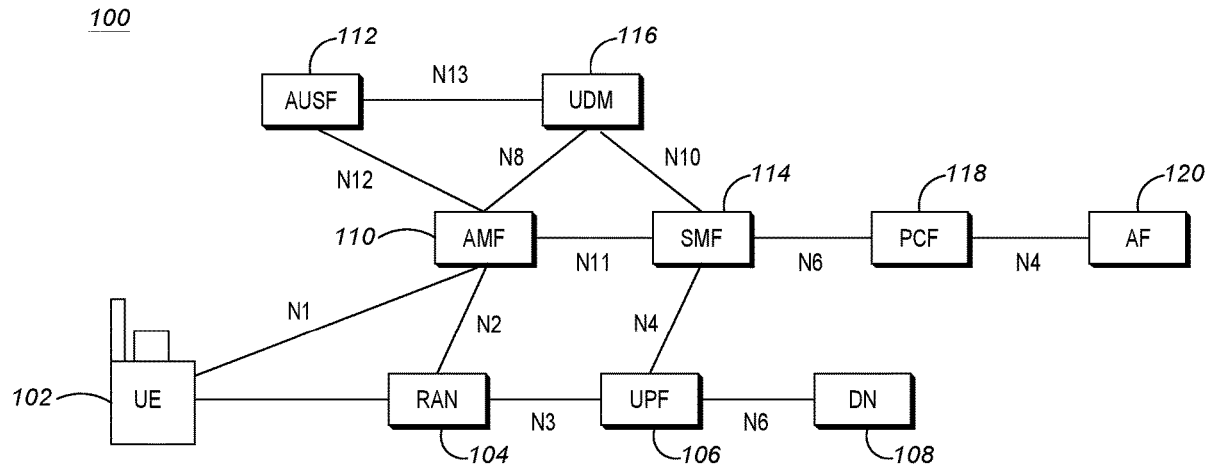 100
112
116
AUSF
N13
UDM
N12
N8
N10
114
118
120
110
AMF
N11
SMF
N6
PCF
N4
AF
N1
N2
N4
102
UE
RAN
N3
UPF
N6
DN
104
106
108